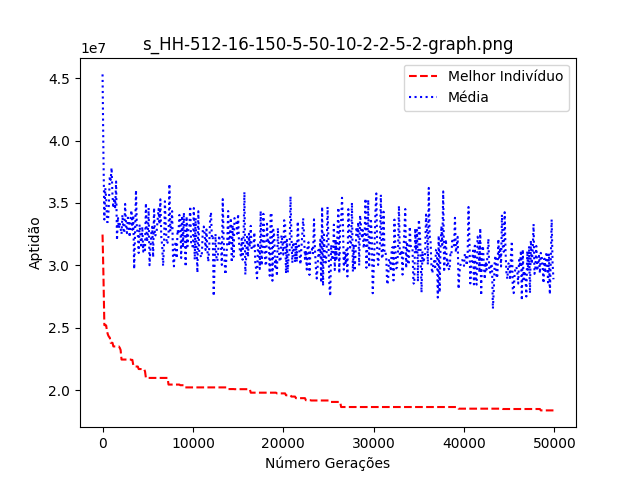 s_HH-512-16-150-5-50-10-2-2-5-2-graph.png
1e7
4.5
4.0
3.5
3.0
2.5
2.0
Aptidão
Melhor Indivíduo
Média
0 10000 20000 30000 40000 50000
Número Gerações